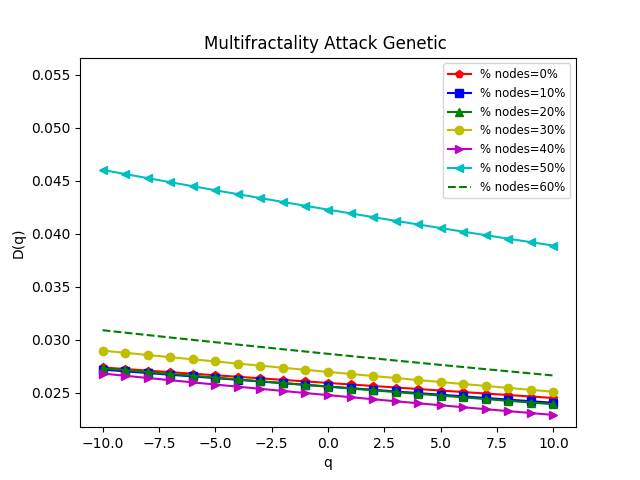 Multifractality Attack Genetic
0.055
0.050
0.045
0.040
0.035
0.030
0.025
D(q)
−10.0 −7.5 −5.0 −2.5 0.0 2.5 5.0 7.5 10.0
q
% nodes=0%
% nodes=10%
% nodes=20%
% nodes=30%
% nodes=40%
% nodes=50%
% nodes=60%